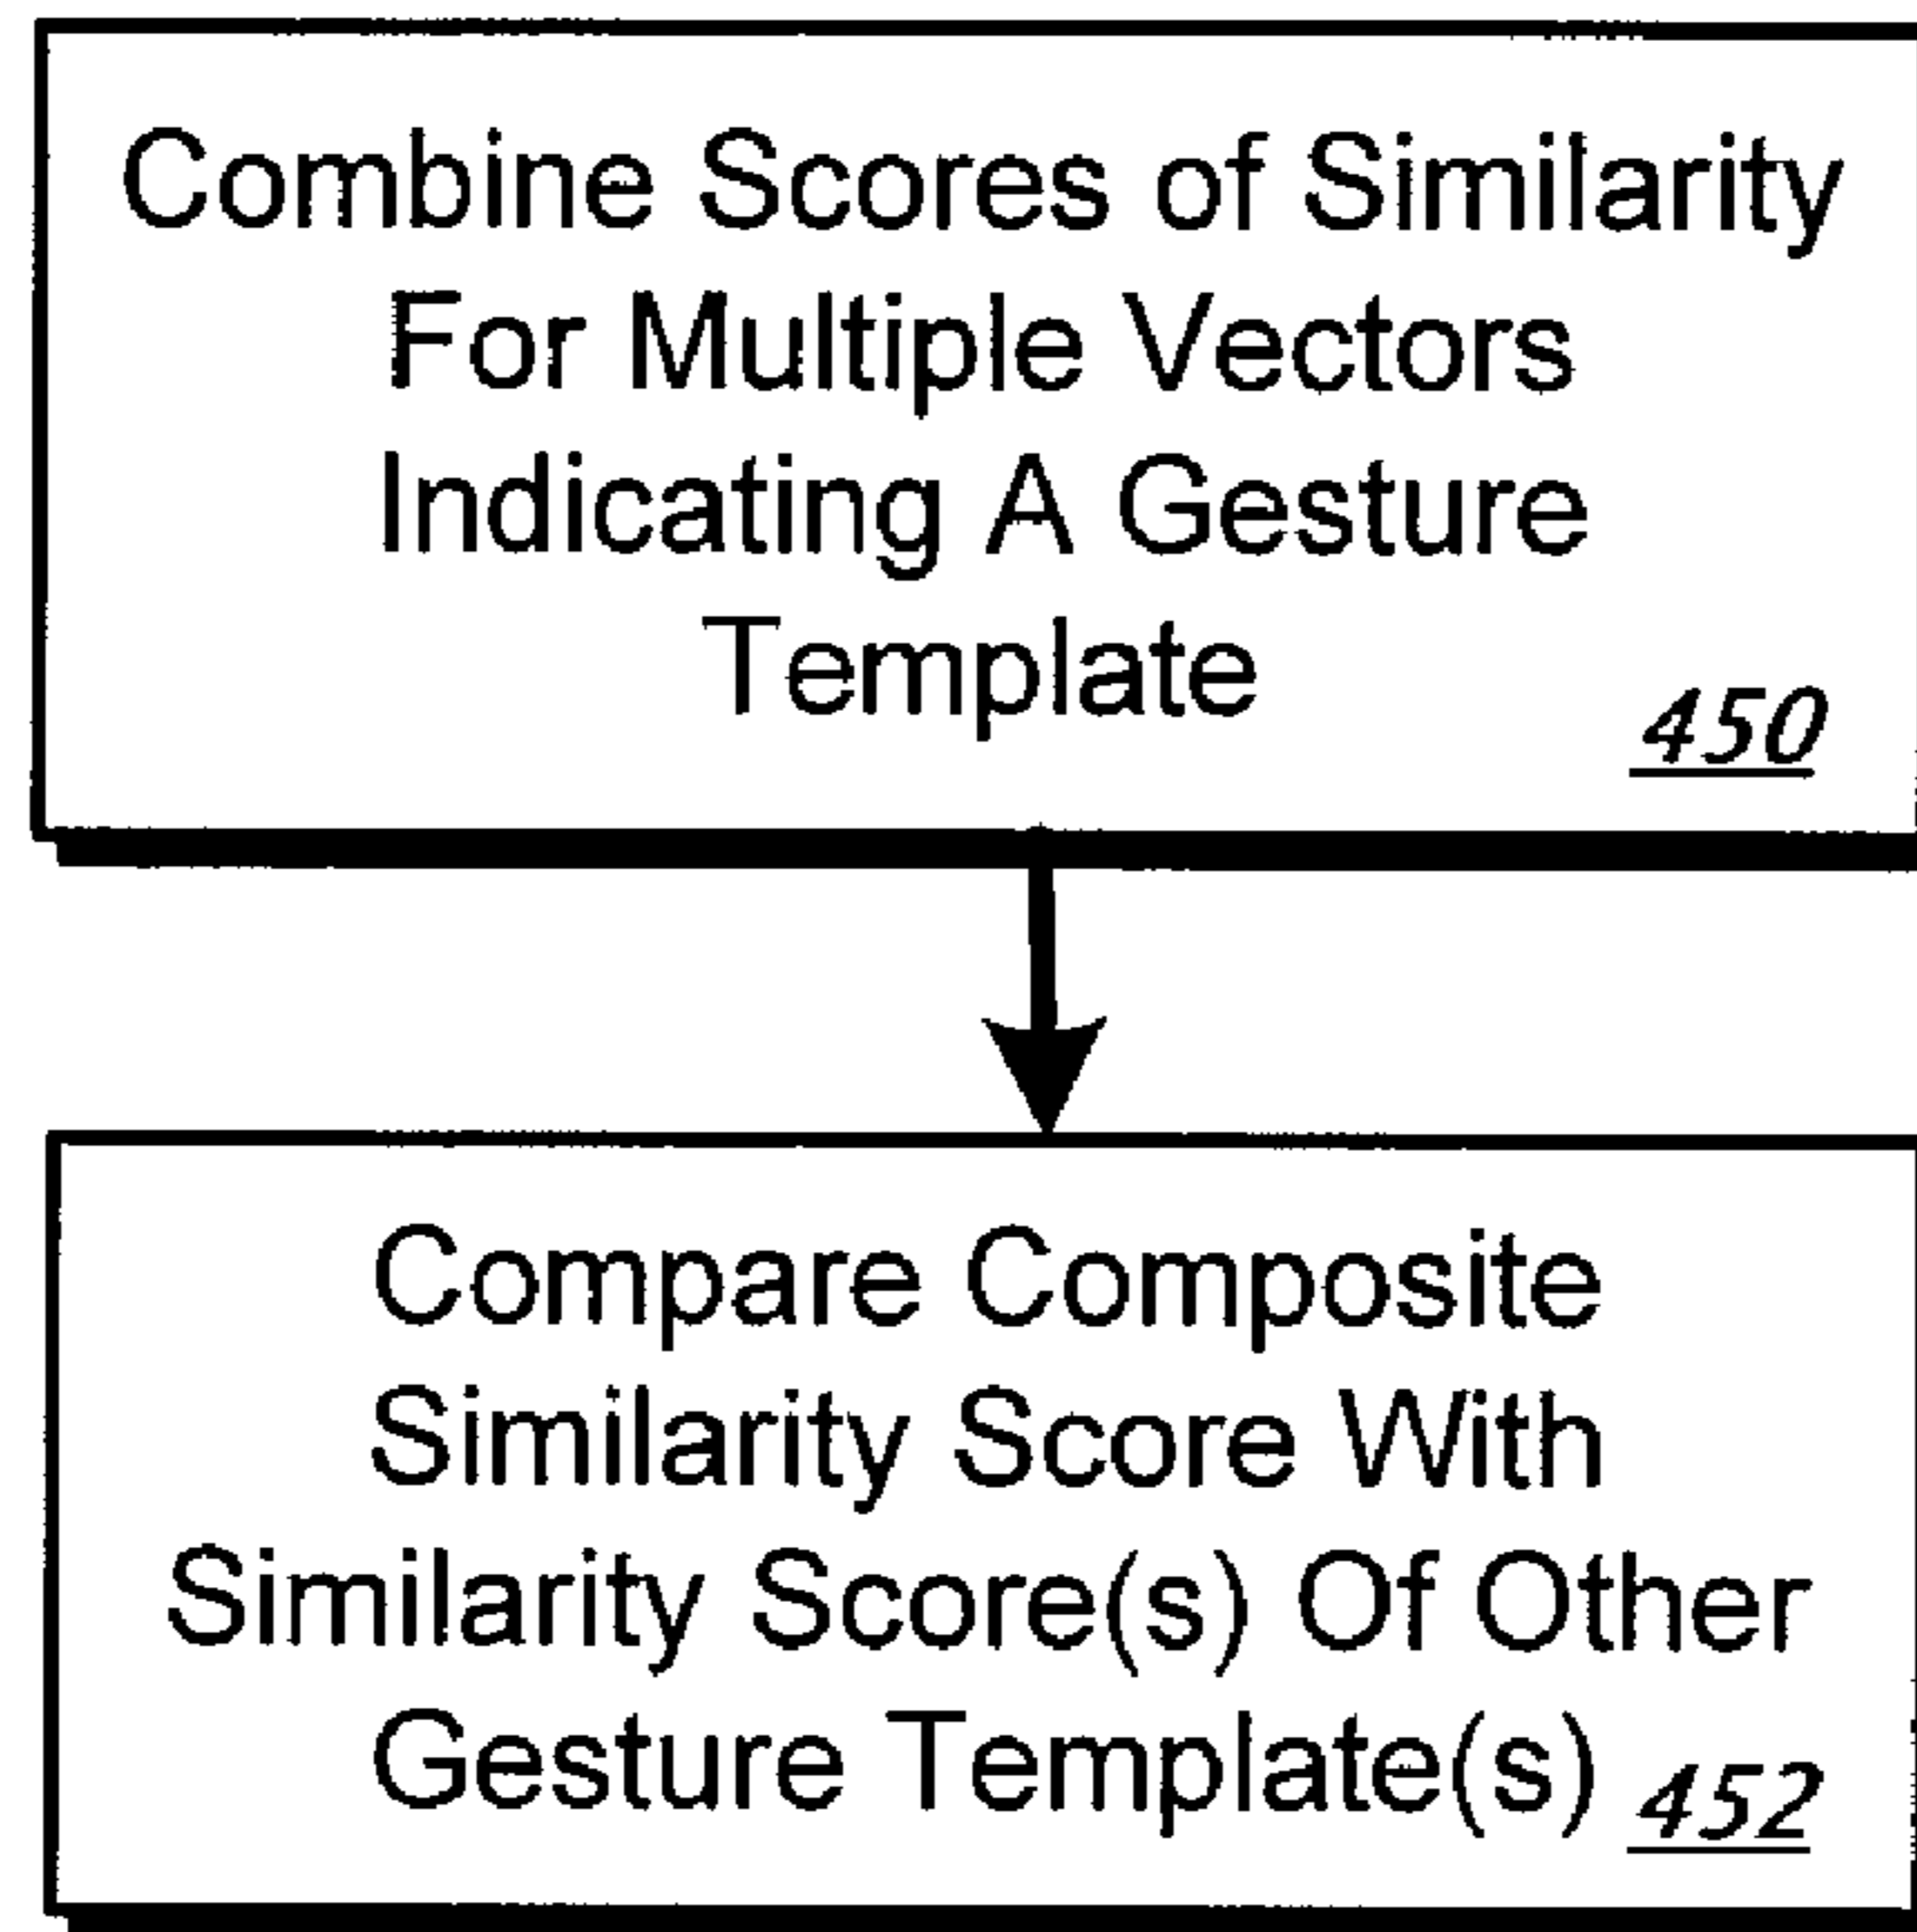 Combine Scores of Similarity
For Multiple Vectors
Indicating A Gesture
Template
450
Compare Composite
Similarity Score With
Similarity Score(s) Of Other
Gesture Template(s)
452